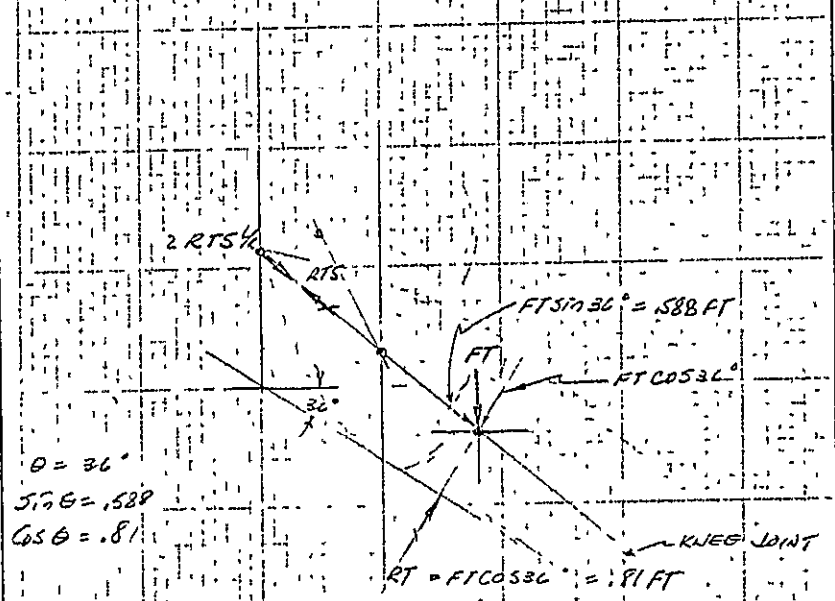 2 RTS
RTS
FT sin 36° = .588 FT
FT
FT COS 36°
36°
θ = 36°
Sin θ = .588
Cos θ = .81
KNEE JOINT
RT = FT COS 36° = .81 FT